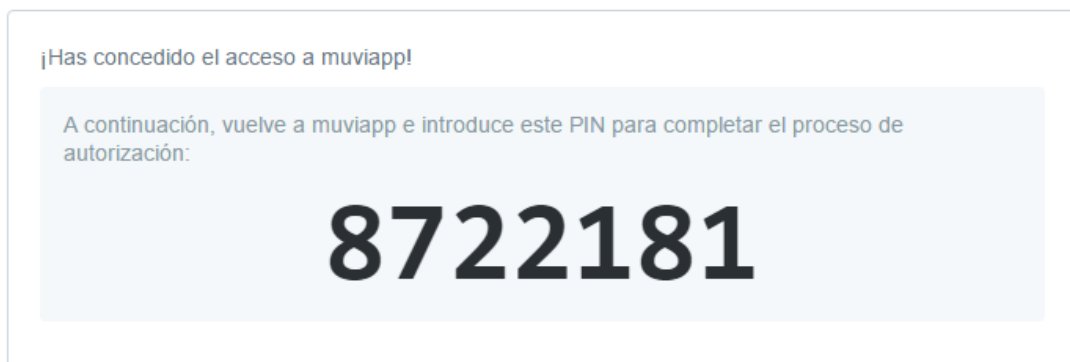 ¡Has concedido el acceso a muviapp!
A continuación, vuelve a muviapp e introduce este PIN para completar el proceso de
autorización:
8722181